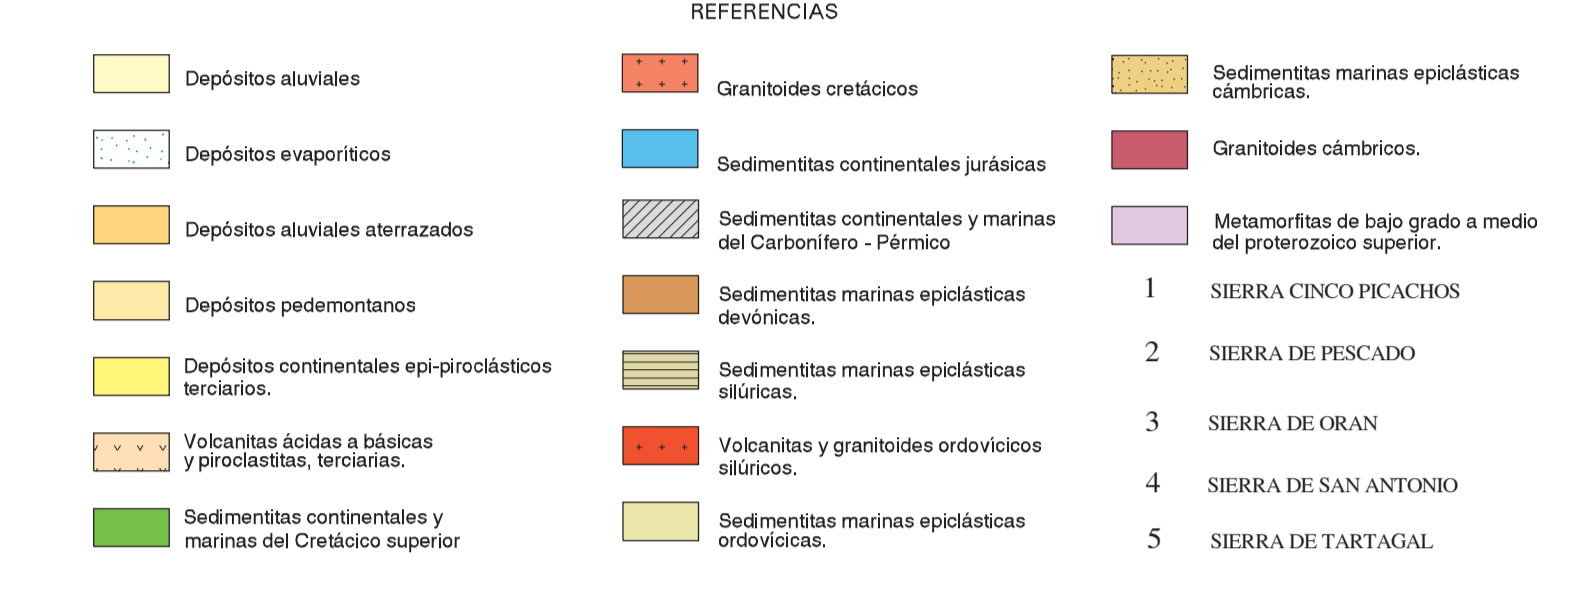 REFERENCIAS
Depósitos aluviales
Depósitos evaporíticos
Depósitos aluviales aterrazados
Depósitos pedemontanos
Depósitos continentales epi-piroclásticos
terciarios.
Volcanitas ácidas a básicas
y piroclastitas, terciarias.
Sedimentitas continentales y
marinas del Cretácico superior
Granitoides cretácicos
Sedimentitas continentales jurásicas
Sedimentitas continentales y marinas
del Carbonífero - Pérmico
Sedimentitas marinas epiclásticas
devónicas.
Sedimentitas marinas epiclásticas
silúricas.
Volcanitas y granitoides ordovícicos
silúricos.
Sedimentitas marinas epiclásticas
ordovícicas.
Sedimentitas marinas epiclásticas
cámbricas.
Granitoides cámbricos.
Metamorfitas de bajo grado a medio
del proterozoico superior.
1 SIERRA CINCO PICACHOS
2 SIERRA DE PESCADO
3 SIERRA DE ORAN
4 SIERRA DE SAN ANTONIO
5 SIERRA DE TARTAGAL